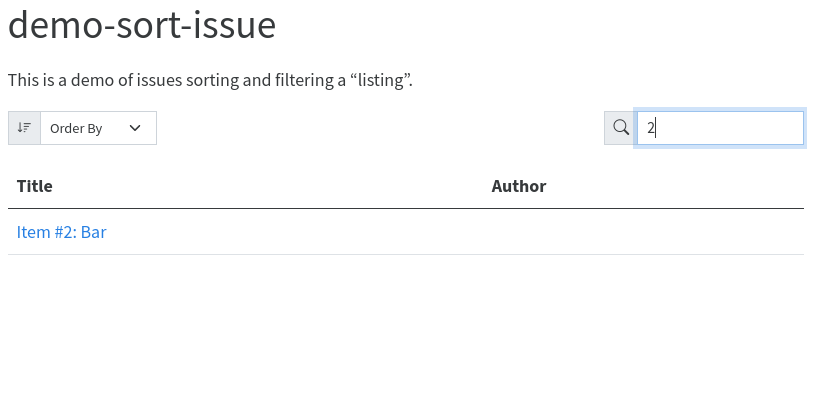 demo-sort-issue
This is a demo of issues sorting and filtering a “listing”.
Order By
2
Title Author
Item #2: Bar